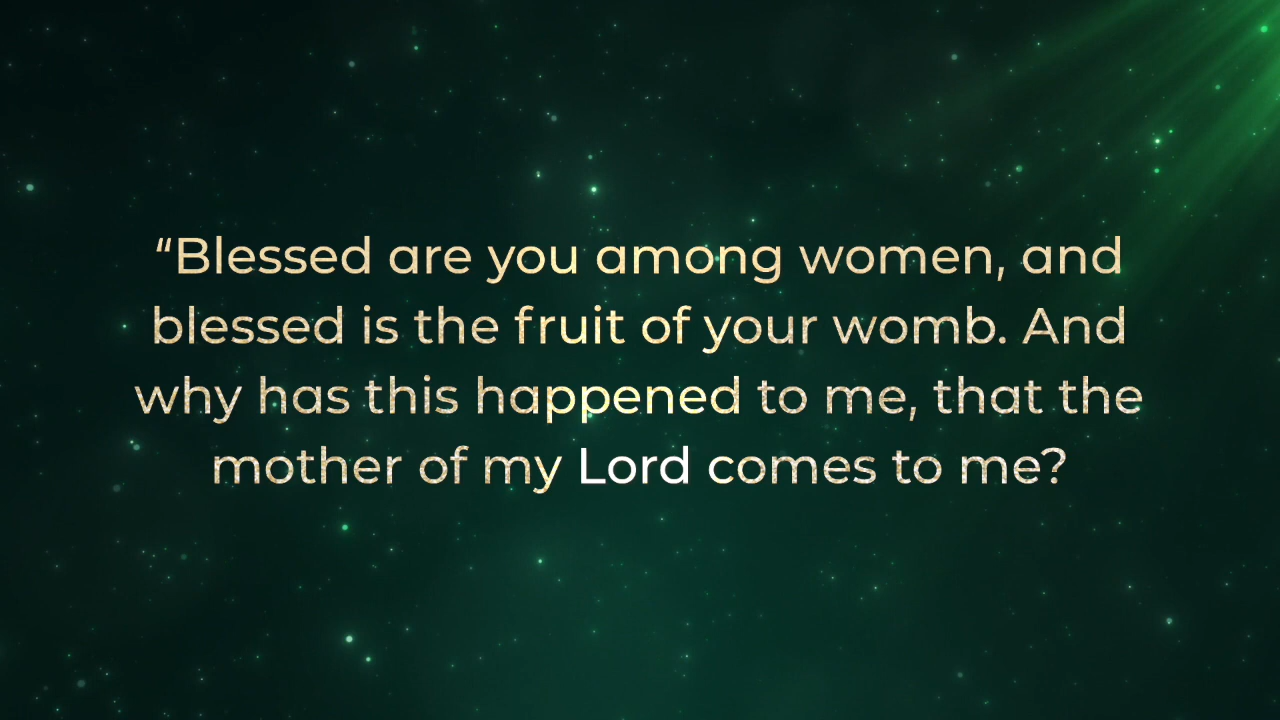 “Blessed are you among women, and
blessed is the fruit of your womb. And
why has this happened to me, that the
mother of my Lord comes to me?